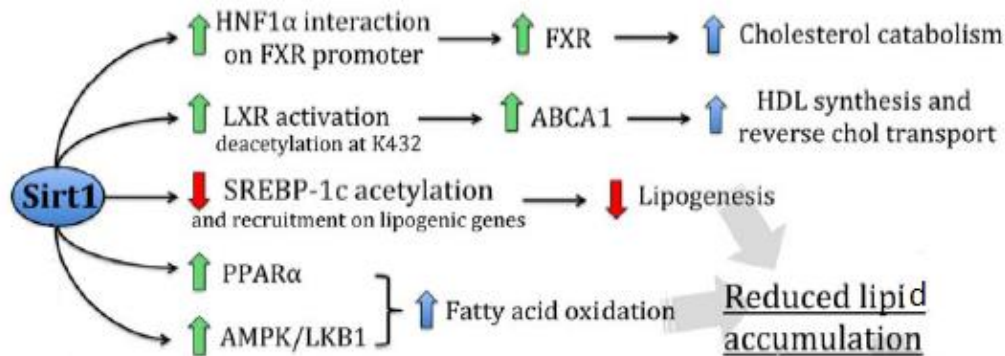 HNF1α interaction
on FXR promoter
FXR
Cholesterol catabolism
LXR activation
deacetylation at K432
ABCA1
HDL synthesis and
reverse chol transport
Sirt1
SREBP-1c acetylation
and recruitment on lipogenic genes
Lipogenesis
PPARα
AMPK/LKB1
Fatty acid oxidation
Reduced lipid
accumulation